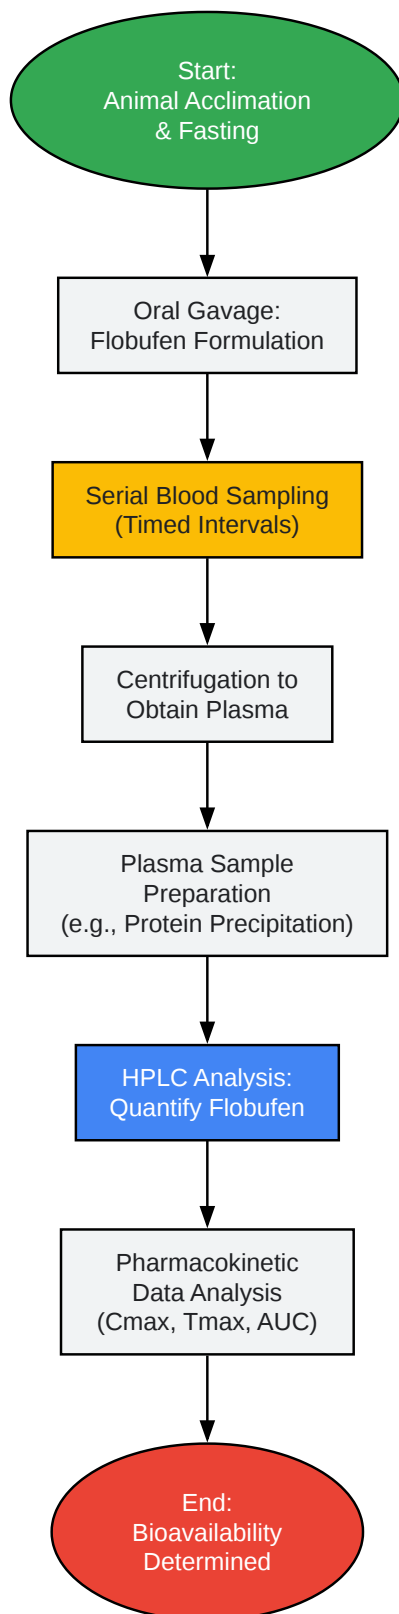 Start:
Animal Acclimation
& Fasting
Oral Gavage:
Flobufen Formulation
Serial Blood Sampling
(Timed Intervals)
Centrifugation to
Obtain Plasma
Plasma Sample
Preparation
(e.g., Protein Precipitation)
HPLC Analysis:
Quantify Flobufen
Pharmacokinetic
Data Analysis
(Cmax, Tmax, AUC)
End:
Bioavailability
Determined